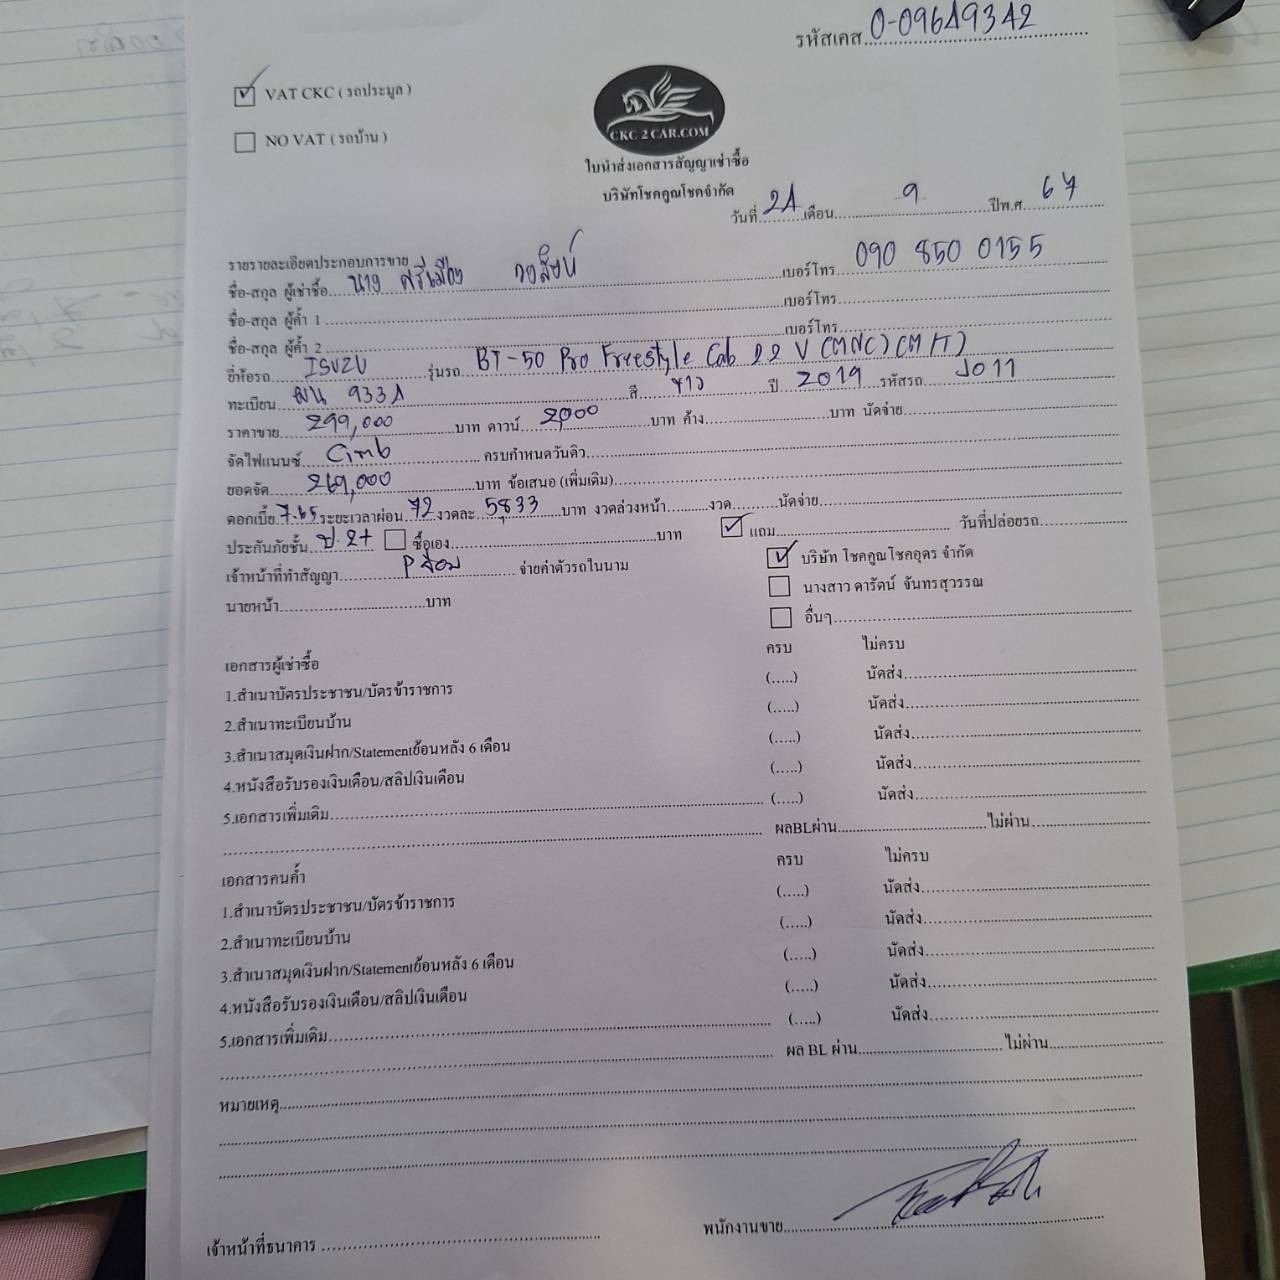 รหัสเคส 0-09649342
VAT CKC ( รถประมูล )
NO VAT ( รถบ้าน )
CKC 2 CAR.COM
ใบนำส่งเอกสารสัญญาเช่าซื้อ
บริษัทโชคคูณโชคจำกัด
วันที่ 24 เดือน 9 ปีพ.ศ. 67
รายรายละเอียดประกอบการขาย
ชื่อ-สกุล ผู้เช่าซื้อ นาง ศรีเมือง เบอร์โทร 090 850 0155
ชื่อ-สกุล ผู้ค้ำ 1 เบอร์โทร
ชื่อ-สกุล ผู้ค้ำ 2 เบอร์โทร
ยี่ห้อรถ ISUZU รุ่นรถ BT-50 Pro Freestyle Cab 2.2 V (MNC) (M/T)
ทะเบียน ผน 9334 สี ขาว ปี 2019 รหัสรถ J011
ราคาขาย 299,000 บาท ดาวน์ 2,000 บาท ค้าง บาท นัดจ่าย
จัดไฟแนนซ์ Cimb ครบกำหนดวันดิว
ยอดจัด 269,000 บาท ข้อเสนอ (เพิ่มเติม)
ดอกเบี้ย 7.65 ระยะเวลาผ่อน 72 งวดละ 5,833 บาท งวดล่วงหน้า งวด นัดจ่าย
ประกันภัยชั้น ป.2+ ซื้อเอง บาท แถม วันที่ปล่อยรถ
เจ้าหน้าที่ทำสัญญา จ่ายค่าตัวรถในนาม บริษัท โชคคูณโชคอุดร จำกัด
นายหน้า บาท นางสาว ดารัตน์ จันทรสุวรรณ
อื่นๆ
เอกสารผู้เช่าซื้อ ครบ ไม่ครบ
1.สำเนาบัตรประชาชน/บัตรข้าราชการ (.....) นัดส่ง
2.สำเนาทะเบียนบ้าน (.....) นัดส่ง
3.สำเนาสมุดเงินฝาก/Statementย้อนหลัง 6 เดือน (.....) นัดส่ง
4.หนังสือรับรองเงินเดือน/สลิปเงินเดือน (.....) นัดส่ง
5.เอกสารเพิ่มเติม (.....) นัดส่ง
ผลBLผ่าน ไม่ผ่าน
เอกสารคนค้ำ ครบ ไม่ครบ
1.สำเนาบัตรประชาชน/บัตรข้าราชการ (.....) นัดส่ง
2.สำเนาทะเบียนบ้าน (.....) นัดส่ง
3.สำเนาสมุดเงินฝาก/Statementย้อนหลัง 6 เดือน (.....) นัดส่ง
4.หนังสือรับรองเงินเดือน/สลิปเงินเดือน (.....) นัดส่ง
5.เอกสารเพิ่มเติม (.....) นัดส่ง
ผล BL ผ่าน ไม่ผ่าน
หมายเหตุ
พนักงานขาย
เจ้าหน้าที่ธนาคาร